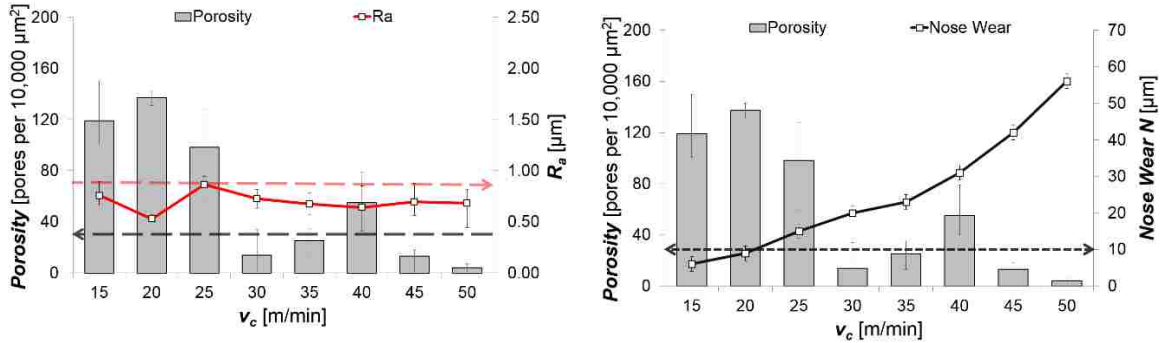 Porosity Ra
Porosity [pores per 10,000 µm²]
200
160
120
80
40
0
2.50
2.00
1.50
1.00
0.50
0.00
Rₐ [µm]
15 20 25 30 35 40 45 50
v_c [m/min]
Porosity Nose Wear
Porosity [pores per 10,000 µm²]
200
160
120
80
40
0
70
60
50
40
30
20
10
0
Nose Wear N [µm]
15 20 25 30 35 40 45 50
v_c [m/min]